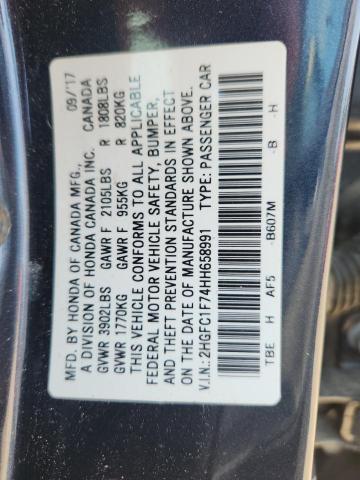 MFD. BY HONDA OF CANADA MFG., 09/'17
A DIVISION OF HONDA CANADA INC. CANADA
GVWR 3902LBS GAWR F 2105LBS R 1808LBS
GVWR 1770KG GAWR F 955KG R 820KG
THIS VEHICLE CONFORMS TO ALL APPLICABLE
FEDERAL MOTOR VEHICLE SAFETY, BUMPER,
AND THEFT PREVENTION STANDARDS IN EFFECT
ON THE DATE OF MANUFACTURE SHOWN ABOVE.
V.I.N.: 2HGFC1F74HH658991 TYPE: PASSENGER CAR
TBE H AF5 -B607M -B -H